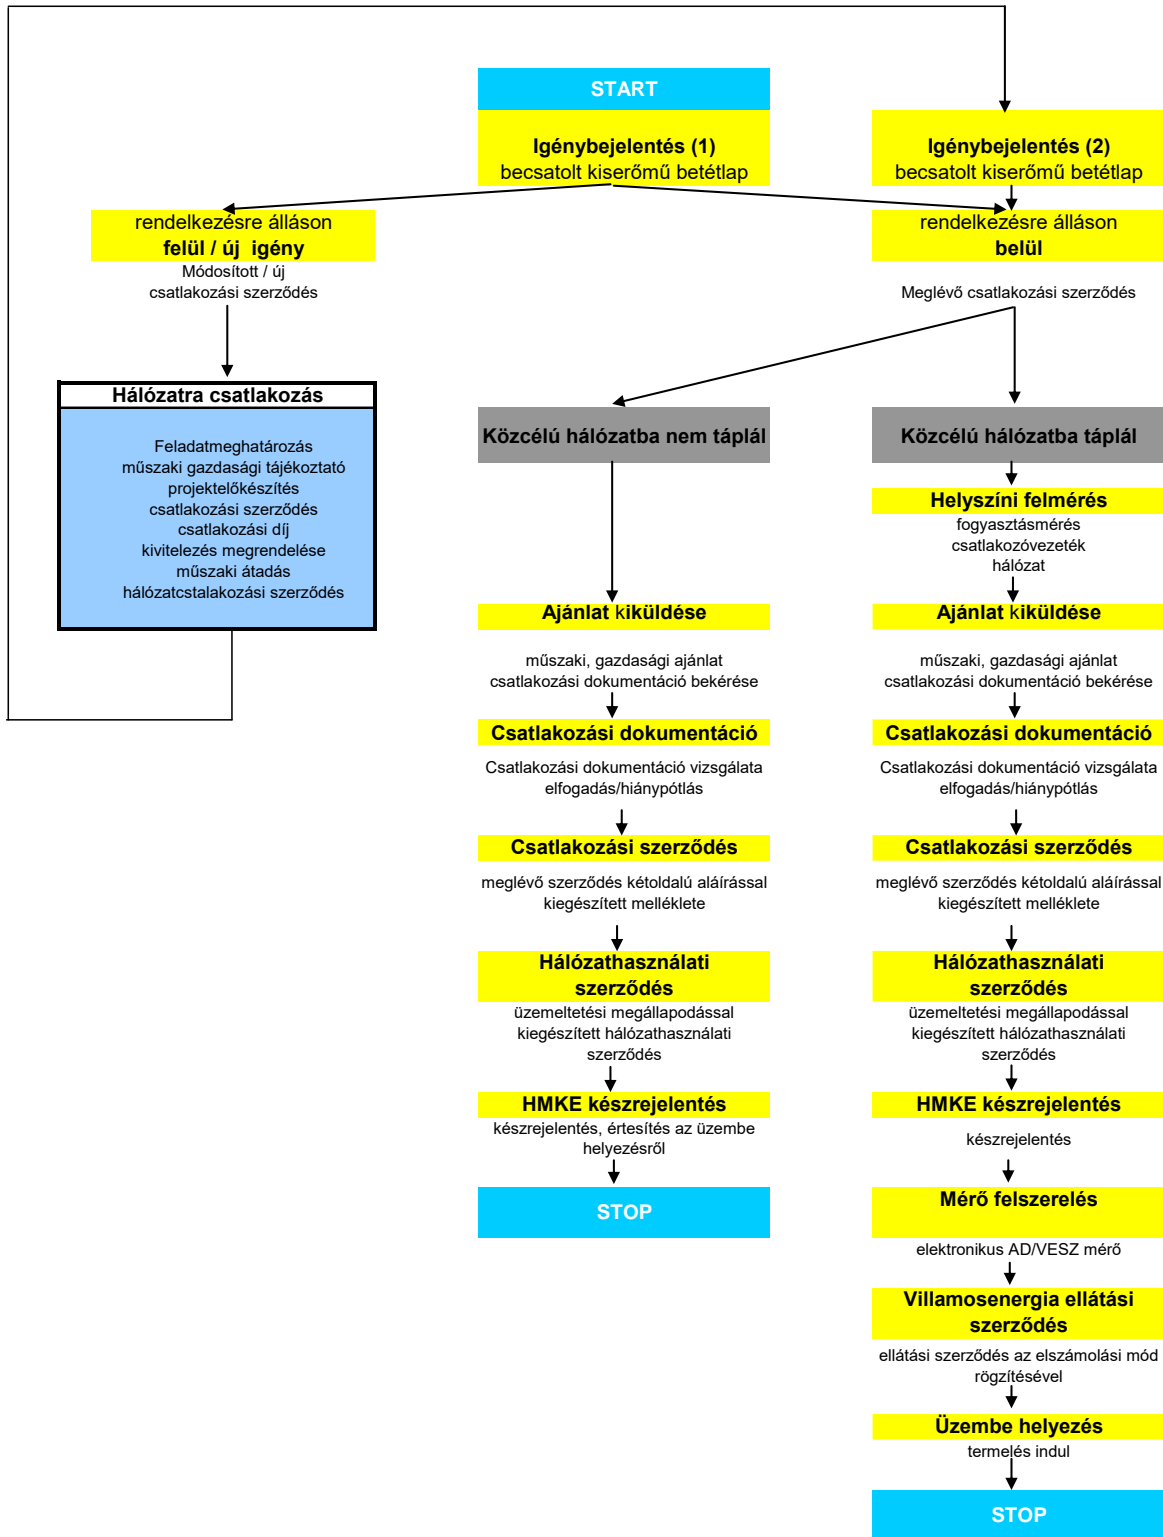 START
Igénybejelentés (1)
becsatolt kiserőmű betétlap
Igénybejelentés (2)
becsatolt kiserőmű betétlap
rendelkezésre álláson
felül / új igény
Módosított / új
csatlakozási szerződés
rendelkezésre álláson
belül
Meglévő csatlakozási szerződés
Hálózatra csatlakozás
Feladatmeghatározás
műszaki gazdasági tájékoztató
projektelőkészítés
csatlakozási szerződés
csatlakozási díj
kivitelezés megrendelése
műszaki átadás
hálózatcstalakozási szerződés
Közcélú hálózatba nem táplál
Ajánlat kiküldése
műszaki, gazdasági ajánlat
csatlakozási dokumentáció bekérése
Csatlakozási dokumentáció
Csatlakozási dokumentáció vizsgálata
elfogadás/hiánypótlás
Csatlakozási szerződés
meglévő szerződés kétoldalú aláírással
kiegészített melléklete
Hálózathasználati
szerződés
üzemeltetési megállapodással
kiegészített hálózathasználati
szerződés
HMKE készrejelentés
készrejelentés, értesítés az üzembe
helyezésről
STOP
Közcélú hálózatba táplál
Helyszíni felmérés
fogyasztásmérés
csatlakozóvezeték
hálózat
Ajánlat kiküldése
műszaki, gazdasági ajánlat
csatlakozási dokumentáció bekérése
Csatlakozási dokumentáció
Csatlakozási dokumentáció vizsgálata
elfogadás/hiánypótlás
Csatlakozási szerződés
meglévő szerződés kétoldalú aláírással
kiegészített melléklete
Hálózathasználati
szerződés
üzemeltetési megállapodással
kiegészített hálózathasználati
szerződés
HMKE készrejelentés
készrejelentés
Mérő felszerelés
elektronikus AD/VESZ mérő
Villamosenergia ellátási
szerződés
ellátási szerződés az elszámolási mód
rögzítésével
Üzembe helyezés
termelés indul
STOP